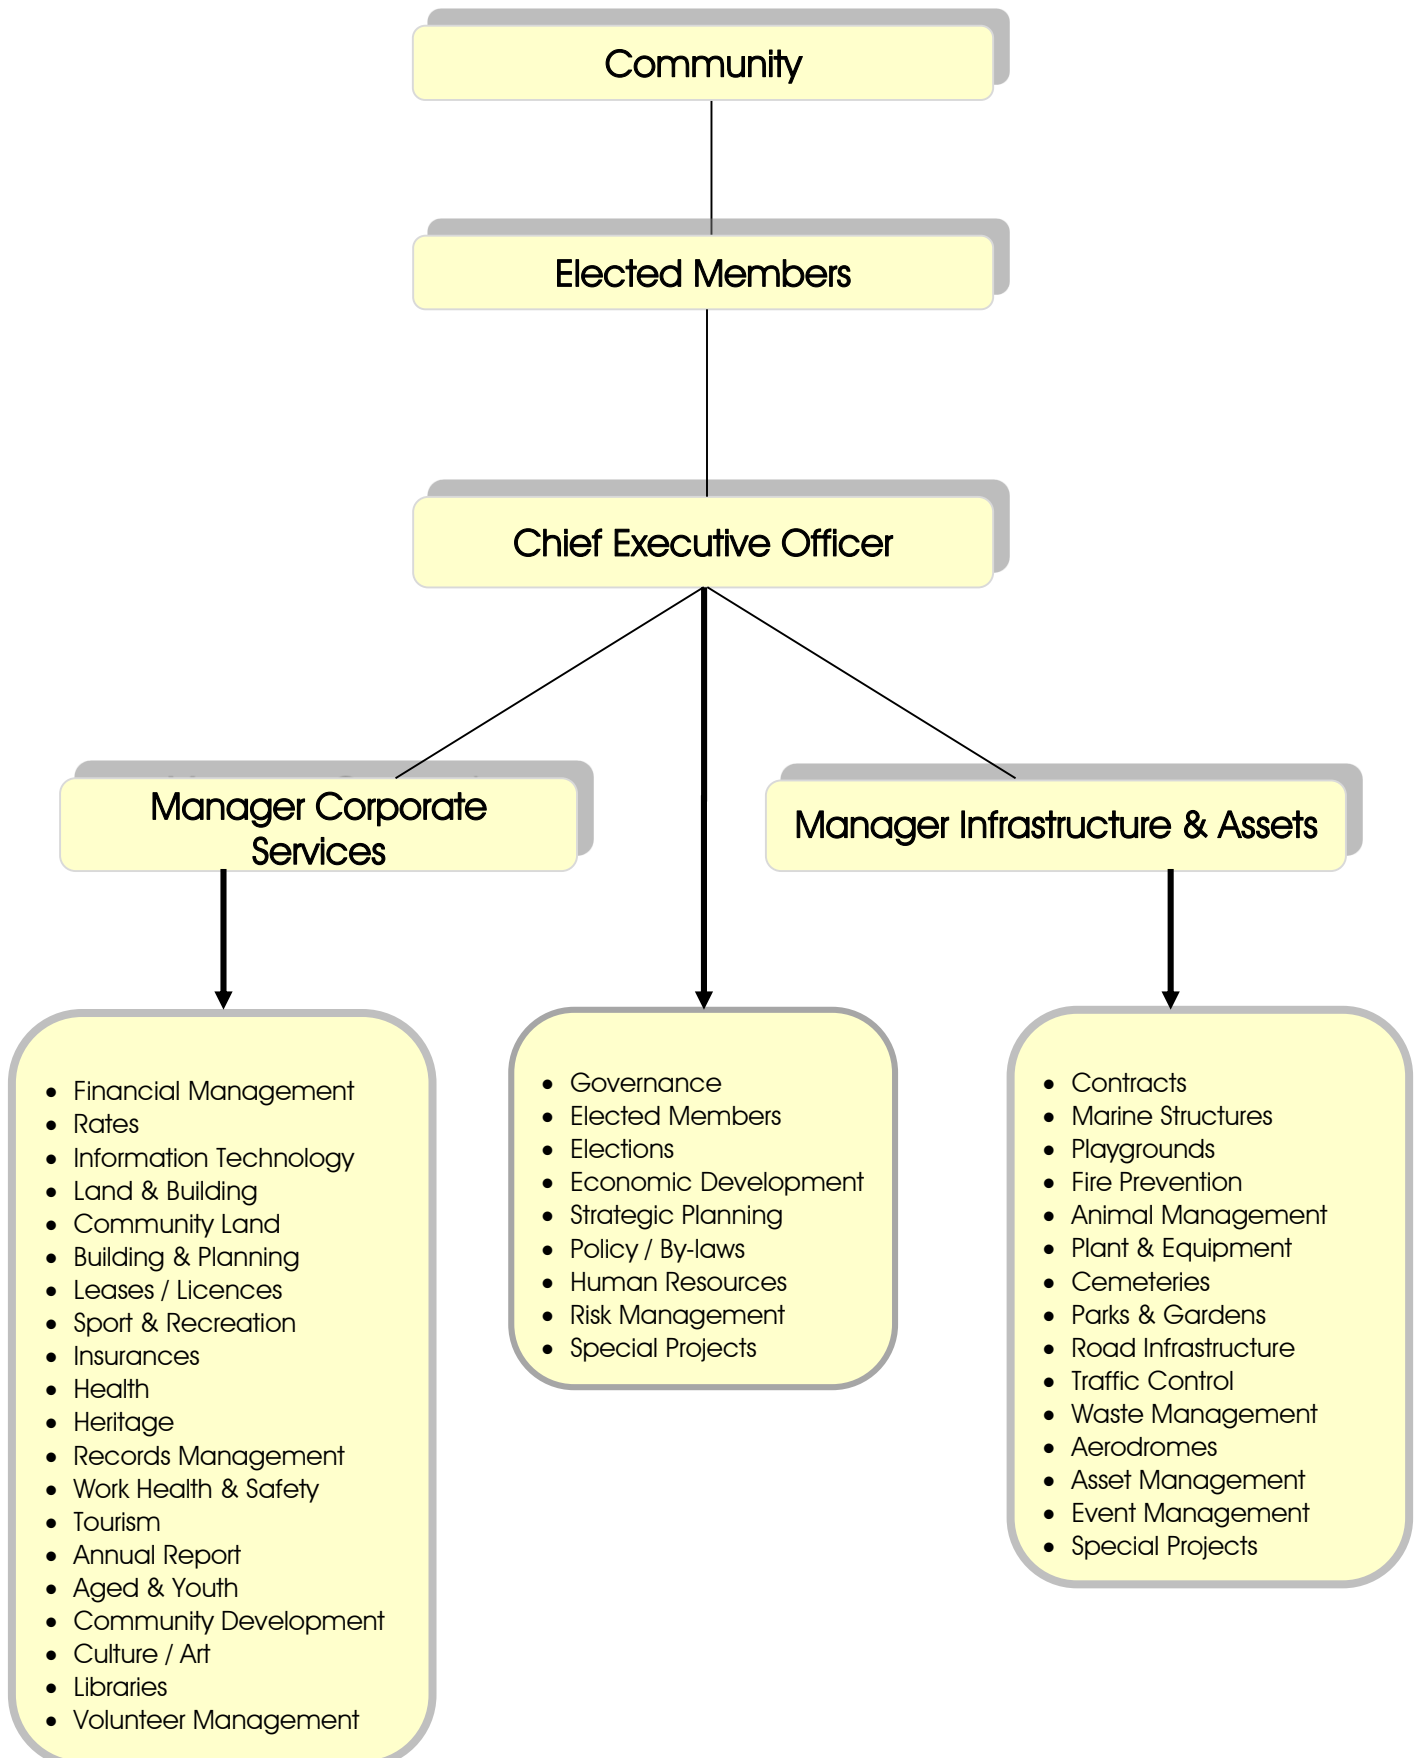 Community
Elected Members
Chief Executive Officer
Manager Corporate
Services
Manager Infrastructure & Assets
• Financial Management
• Rates
• Information Technology
• Land & Building
• Community Land
• Building & Planning
• Leases / Licences
• Sport & Recreation
• Insurances
• Health
• Heritage
• Records Management
• Work Health & Safety
• Tourism
• Annual Report
• Aged & Youth
• Community Development
• Culture / Art
• Libraries
• Volunteer Management
• Governance
• Elected Members
• Elections
• Economic Development
• Strategic Planning
• Policy / By-laws
• Human Resources
• Risk Management
• Special Projects
• Contracts
• Marine Structures
• Playgrounds
• Fire Prevention
• Animal Management
• Plant & Equipment
• Cemeteries
• Parks & Gardens
• Road Infrastructure
• Traffic Control
• Waste Management
• Aerodromes
• Asset Management
• Event Management
• Special Projects